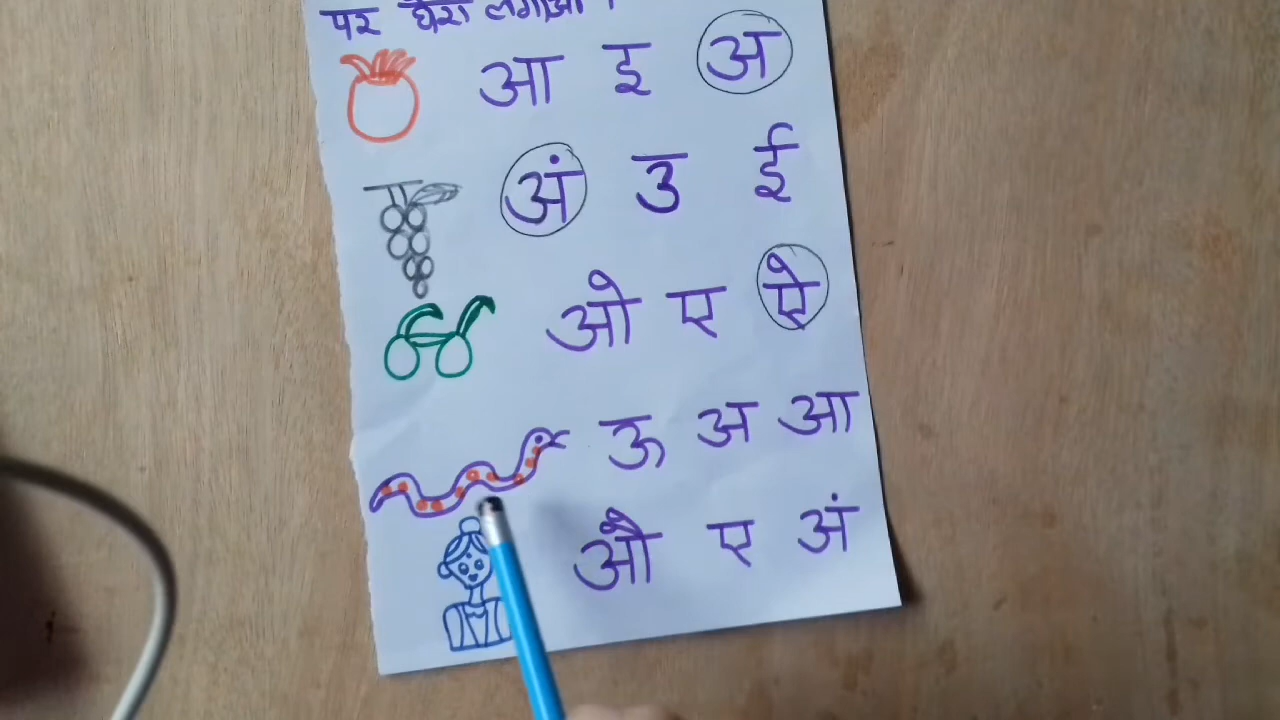 पर घेरा लगाओ ।
आ इ अ
अं उ ई
ओ ए ऐ
ऊ अ आ
औ ए अं